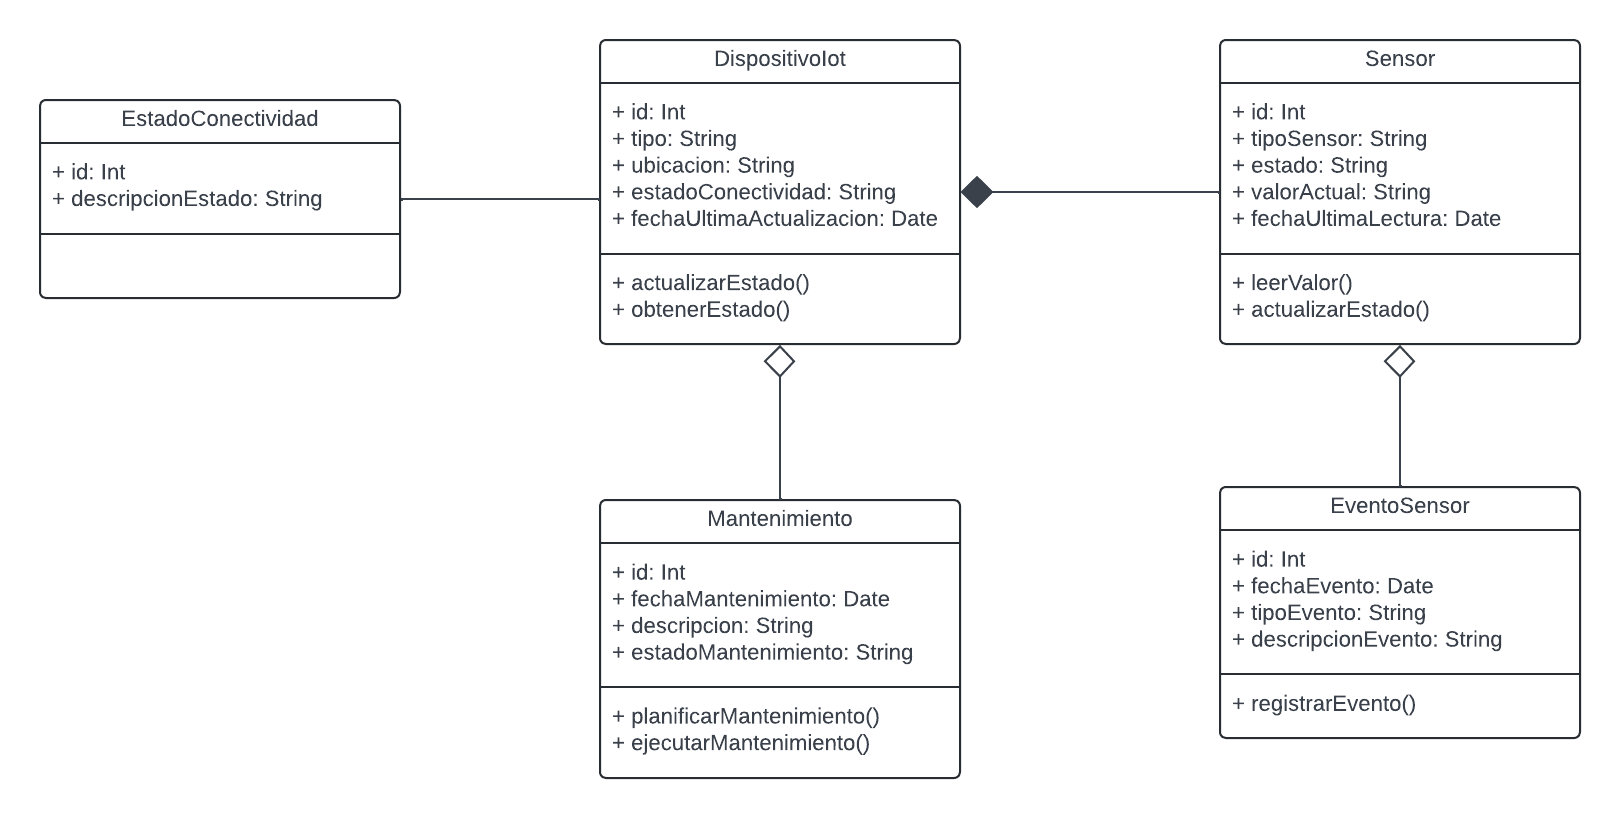 EstadoConectividad
+ id: Int
+ descripcionEstado: String
DispositivoIot
+ id: Int
+ tipo: String
+ ubicacion: String
+ estadoConectividad: String
+ fechaUltimaActualizacion: Date
+ actualizarEstado()
+ obtenerEstado()
Sensor
+ id: Int
+ tipoSensor: String
+ estado: String
+ valorActual: String
+ fechaUltimaLectura: Date
+ leerValor()
+ actualizarEstado()
Mantenimiento
+ id: Int
+ fechaMantenimiento: Date
+ descripcion: String
+ estadoMantenimiento: String
+ planificarMantenimiento()
+ ejecutarMantenimiento()
EventoSensor
+ id: Int
+ fechaEvento: Date
+ tipoEvento: String
+ descripcionEvento: String
+ registrarEvento()